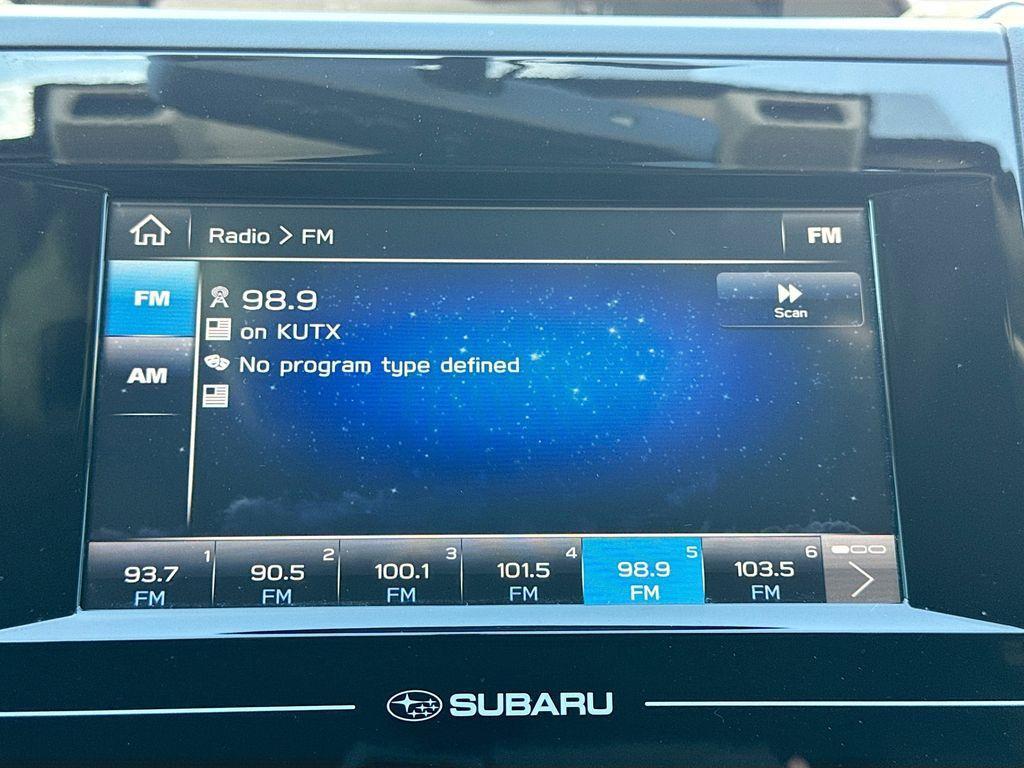 Radio > FM
FM
FM
98.9
Scan
on KUTX
AM
No program type defined
1
93.7
FM
2
90.5
FM
3
100.1
FM
4
101.5
FM
5
98.9
FM
6
103.5
FM
SUBARU